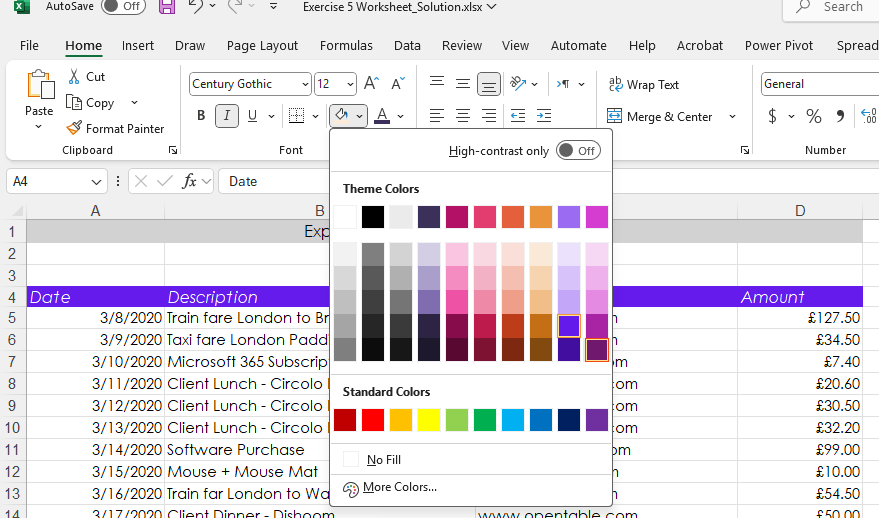 AutoSave Off Exercise 5 Worksheet_Solution.xlsx Search
File Home Insert Draw Page Layout Formulas Data Review View Automate Help Acrobat Power Pivot Spread
Paste Cut Century Gothic 12 A A ab Wrap Text General
Copy B I U A Merge & Center $ % 9 .00
Format Painter
Clipboard Font Number
High-contrast only Off
A4 fx Date
Theme Colors
A B D
1 Exp
2
3
4 Date Description Amount
5 3/8/2020 Train fare London to Br £127.50
6 3/9/2020 Taxi fare London Paddi £34.50
7 3/10/2020 Microsoft 365 Subscrip om £7.40
8 3/11/2020 Client Lunch - Circolo com £20.60
Standard Colors
9 3/12/2020 Client Lunch - Circolo com £30.50
10 3/13/2020 Client Lunch - Circolo com £32.20
11 3/14/2020 Software Purchase om £99.00
No Fill
12 3/15/2020 Mouse + Mouse Mat £10.00
More Colors...
13 3/16/2020 Train far London to Wa £54.50
14 3/17/2020 Client Dinner - Dishoom www.opentable.com £50.00